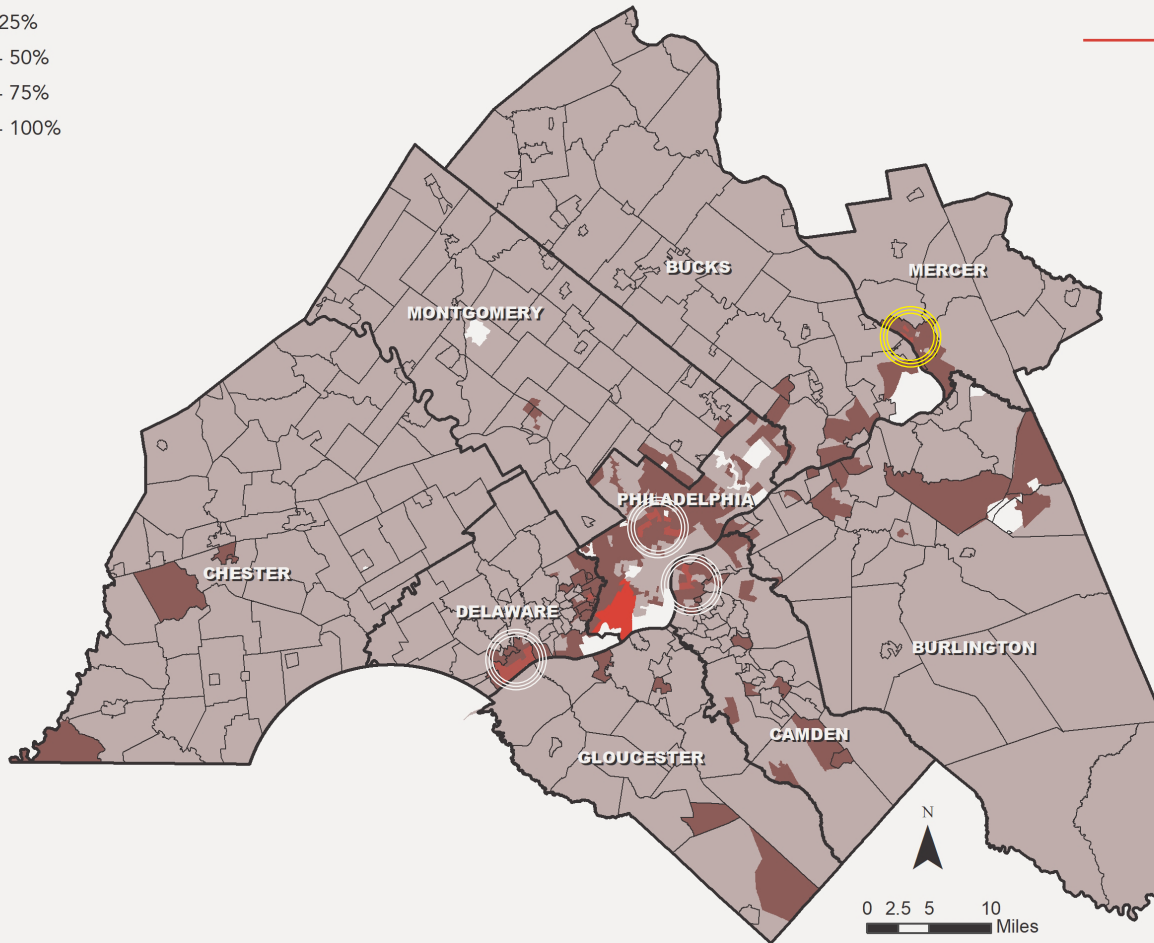 25%
- 50%
- 75%
- 100%
BUCKS
MERCER
MONTGOMERY
PHILADELPHIA
CHESTER
DELAWARE
BURLINGTON
CAMDEN
GLOUCESTER
N
0 2.5 5 10
Miles